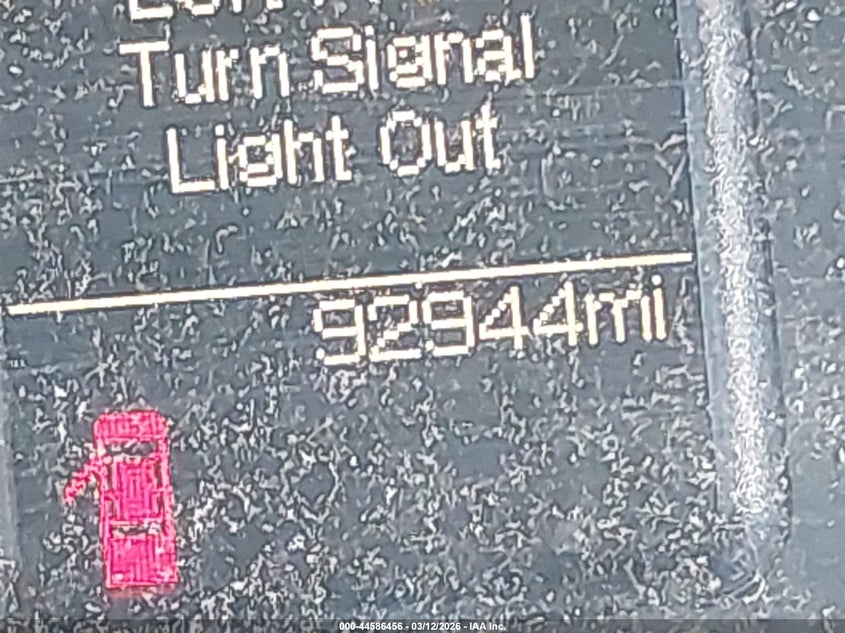 Turn Signal
Light Out
92944mi
000-44586456 - 03/12/2026 - IAA Inc.